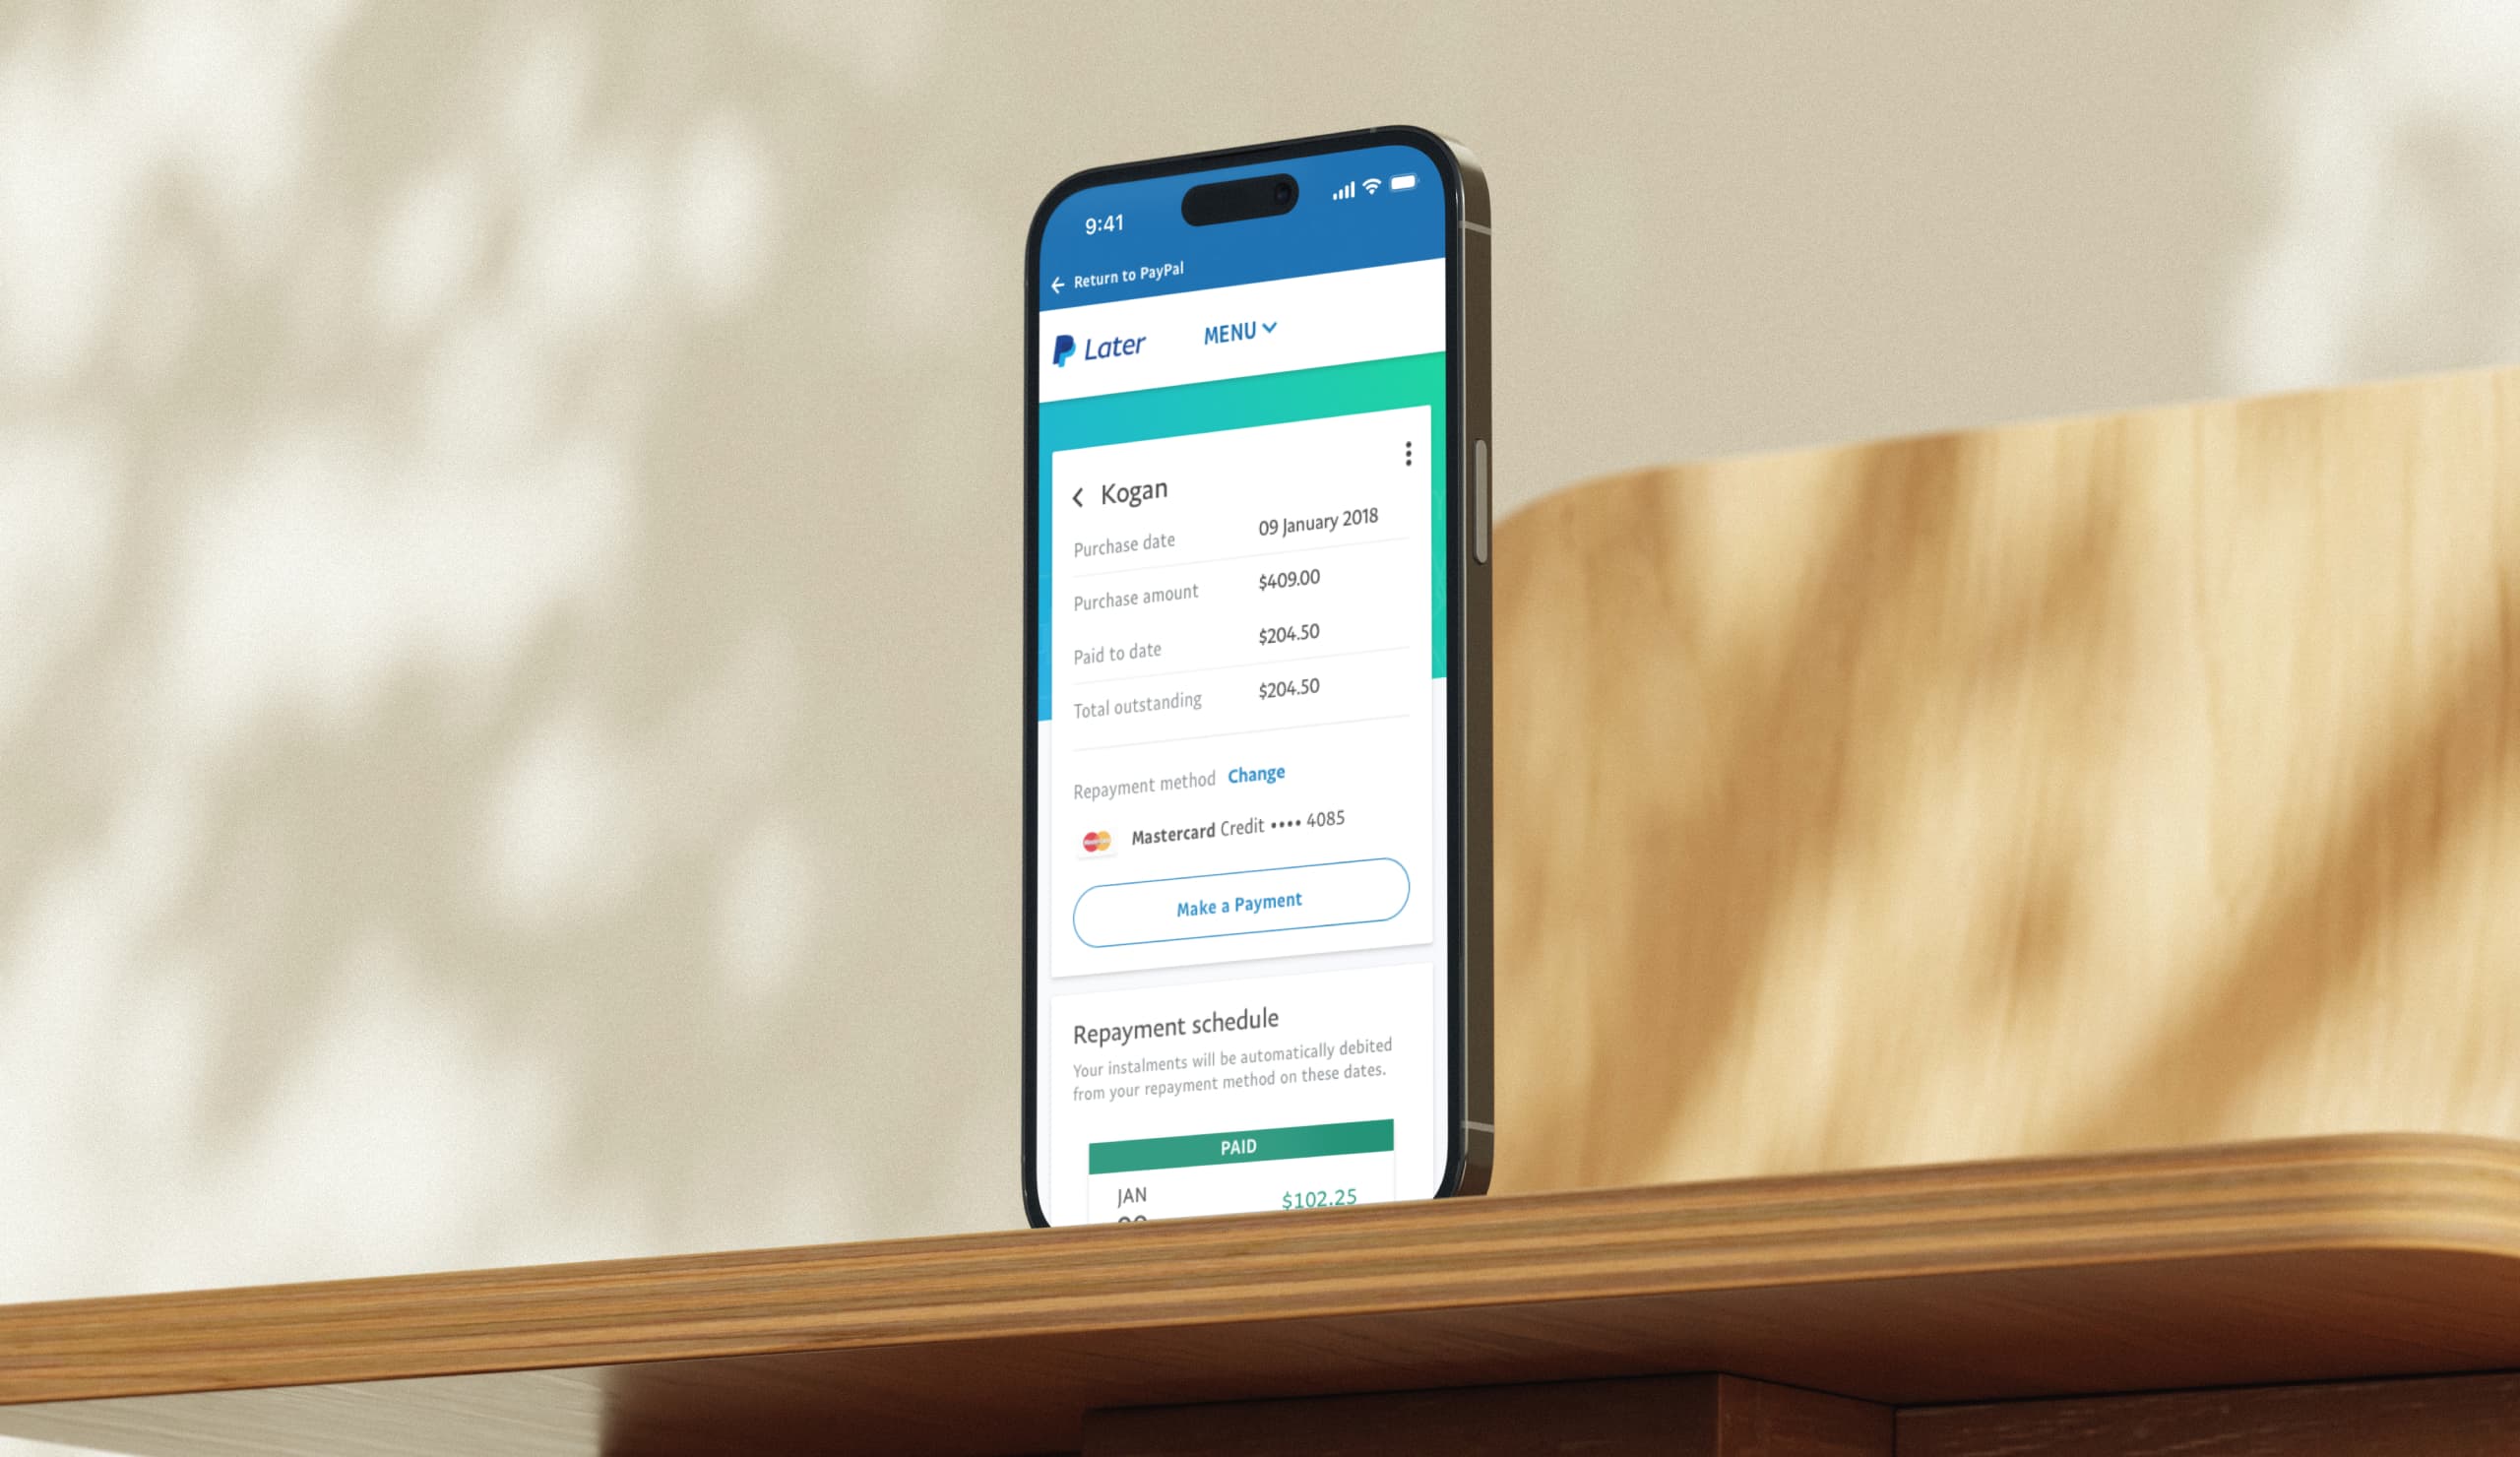 9:41
Return to PayPal
Later MENU
Kogan
Purchase date 09 January 2018
Purchase amount $409.00
Paid to date $204.50
Total outstanding $204.50
Repayment method Change
Mastercard Credit •••• 4085
Make a Payment
Repayment schedule
Your instalments will be automatically debited
from your repayment method on these dates.
PAID
JAN $102.25